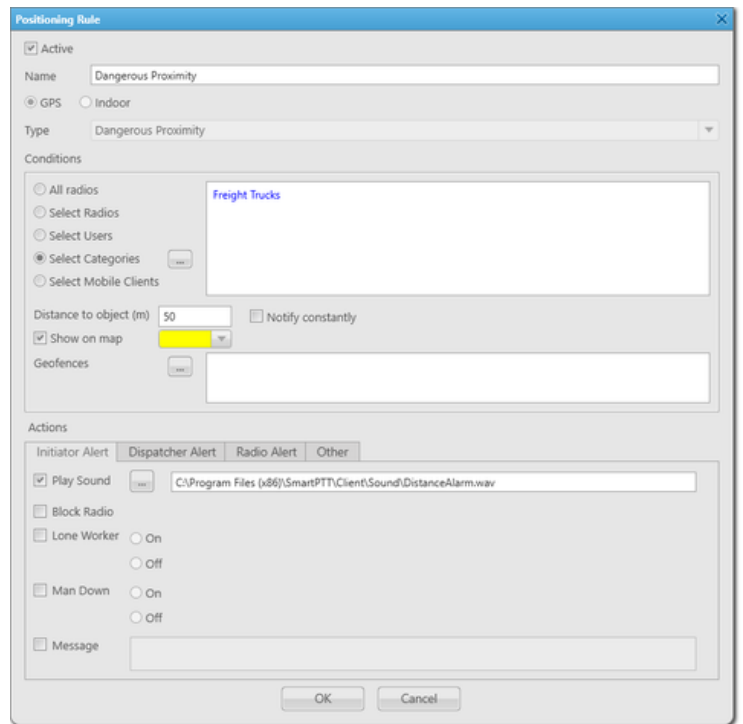 Positioning Rule
Active
Name Dangerous Proximity
GPS Indoor
Type Dangerous Proximity
Conditions
All radios
Freight Trucks
Select Radios
Select Users
Select Categories ...
Select Mobile Clients
Distance to object (m) 50 Notify constantly
Show on map
Geofences ...
Actions
Initiator Alert Dispatcher Alert Radio Alert Other
Play Sound ... C:\Program Files (x86)\SmartPTT\Client\Sound\DistanceAlarm.wav
Block Radio
Lone Worker On
Off
Man Down On
Off
Message
OK Cancel